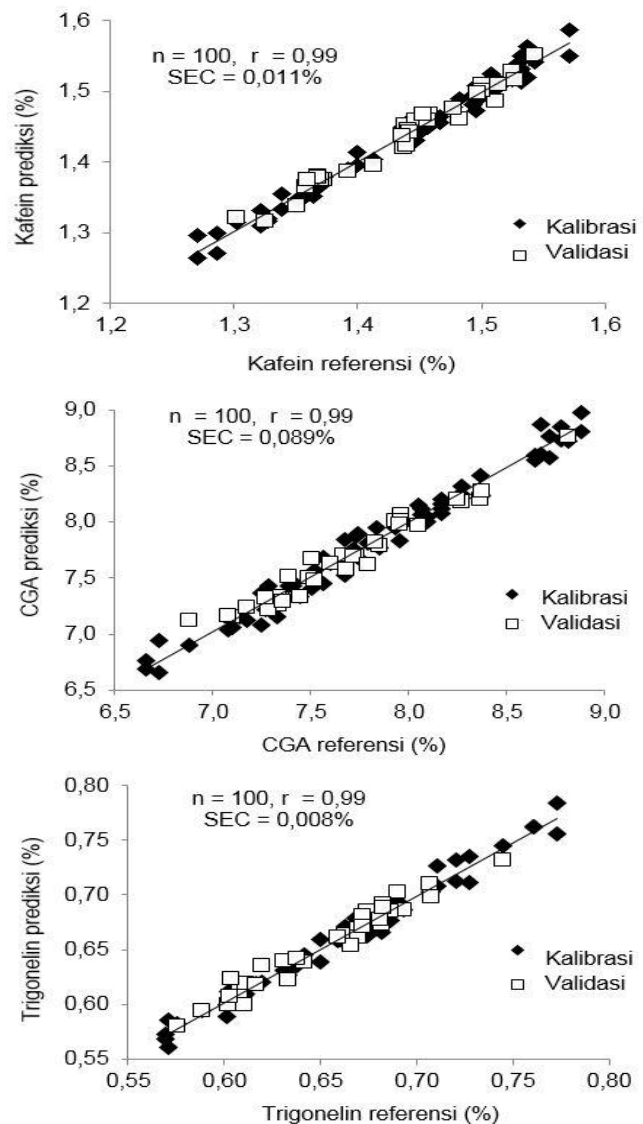 1,6
n = 100, r = 0,99
SEC = 0,011%
1,5
1,4
1,3
1,2
Kafein prediksi (%)
Kalibrasi
Validasi
1,2 1,3 1,4 1,5 1,6
Kafein referensi (%)
9,0
n = 100, r = 0,99
SEC = 0,089%
8,5
8,0
7,5
7,0
6,5
CGA prediksi (%)
Kalibrasi
Validasi
6,5 7,0 7,5 8,0 8,5 9,0
CGA referensi (%)
0,80
n = 100, r = 0,99
SEC = 0,008%
0,75
0,70
0,65
0,60
0,55
Trigonelin prediksi (%)
Kalibrasi
Validasi
0,55 0,60 0,65 0,70 0,75 0,80
Trigonelin referensi (%)